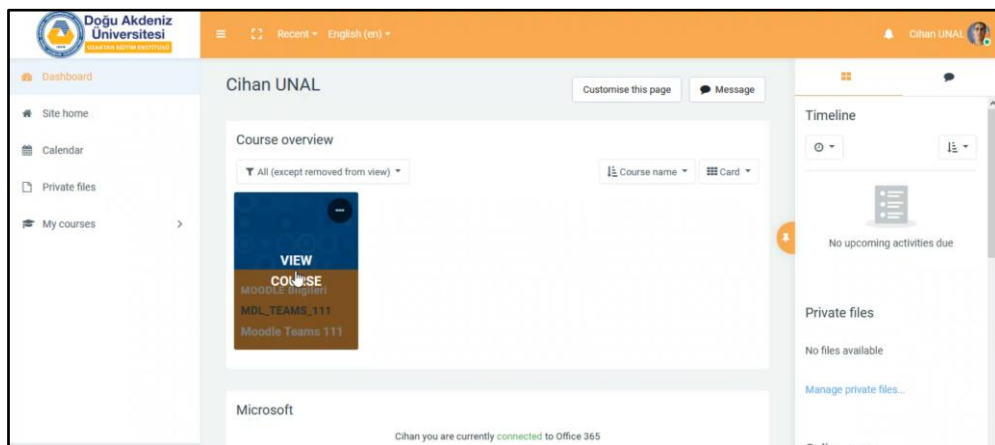 Doğu Akdeniz
Üniversitesi
UZAKTAN EĞİTİM ENSTİTÜSÜ
Recent English (en)
Cihan UNAL
Dashboard
Site home
Calendar
Private files
My courses
Cihan UNAL
Customise this page
Message
Course overview
All (except removed from view)
Course name
Card
VIEW
COURSE
MOODLE Bilgileri
MDL_TEAMS_111
Moodle Teams 111
Microsoft
Cihan you are currently connected to Office 365
Timeline
No upcoming activities due
Private files
No files available
Manage private files...